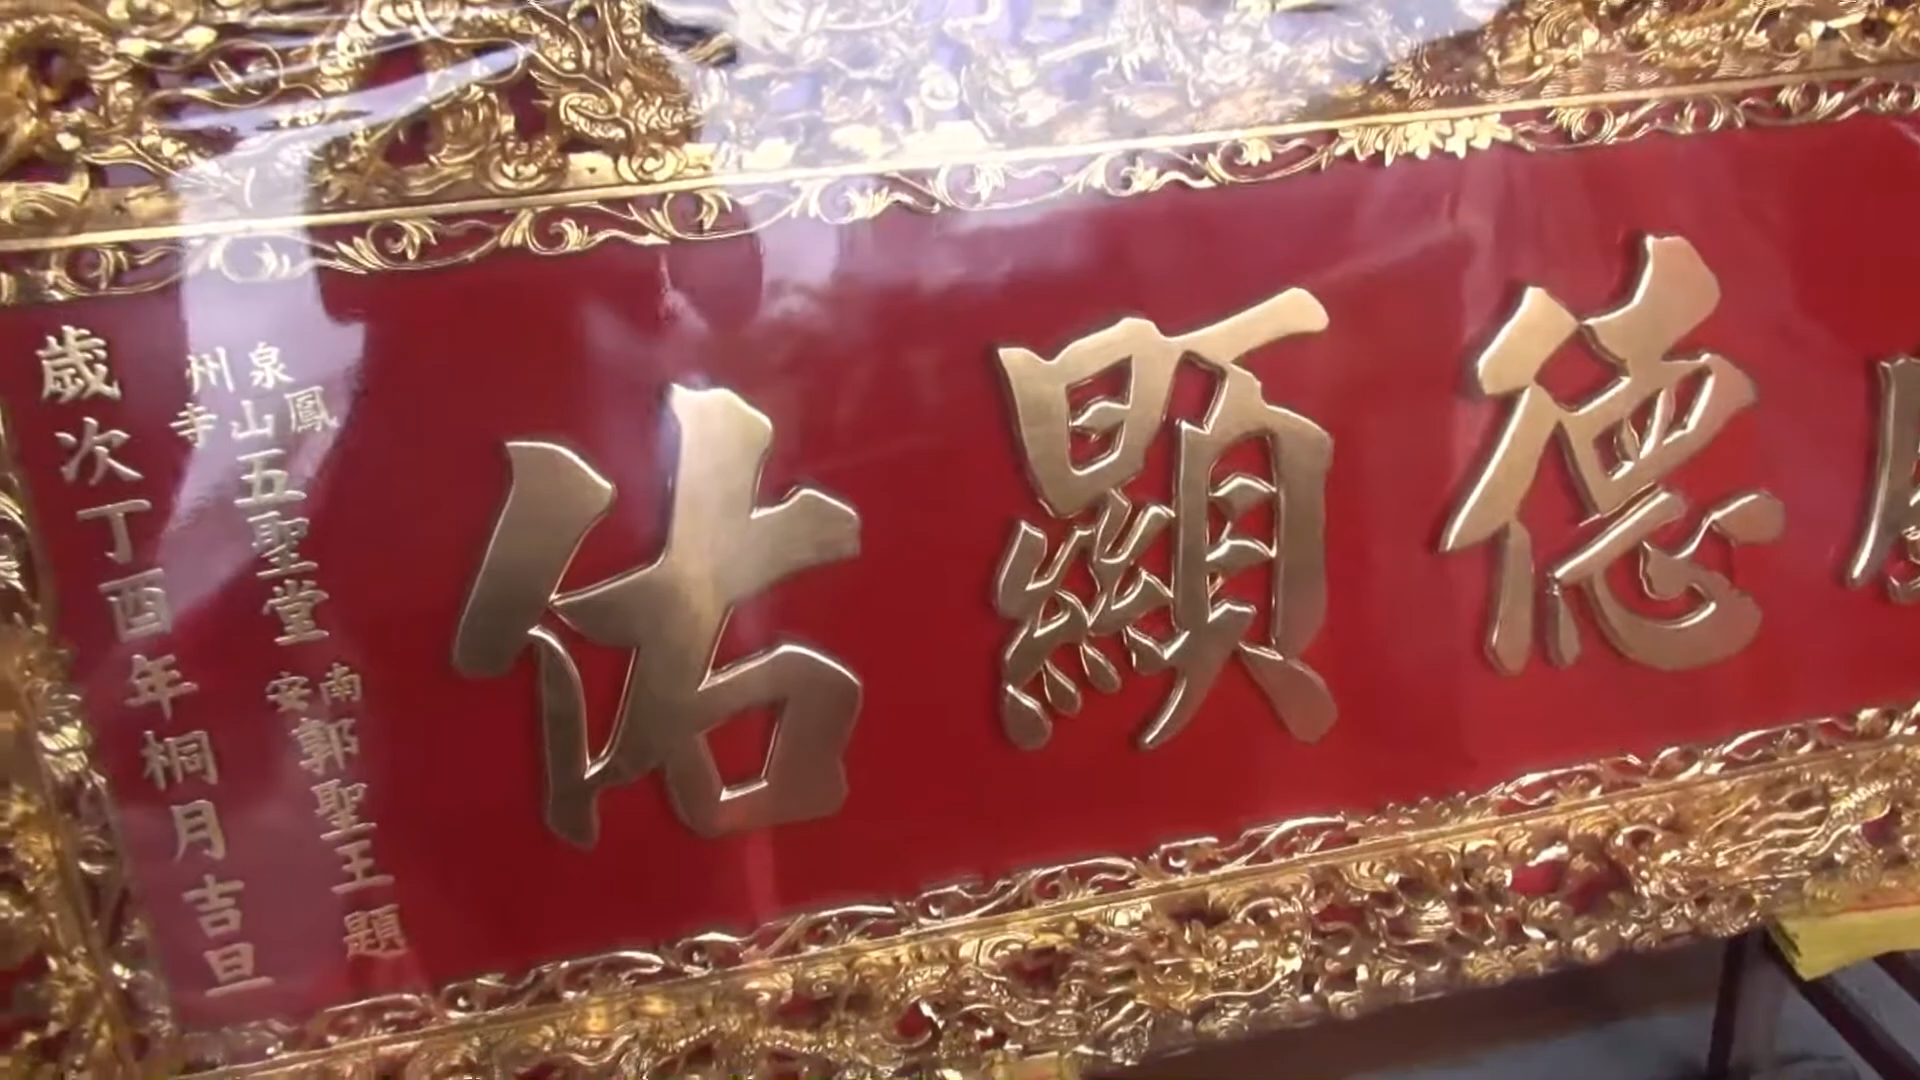 德顯佑
泉州鳳山寺五聖堂 南安郭聖王題
歲次丁酉年桐月吉旦